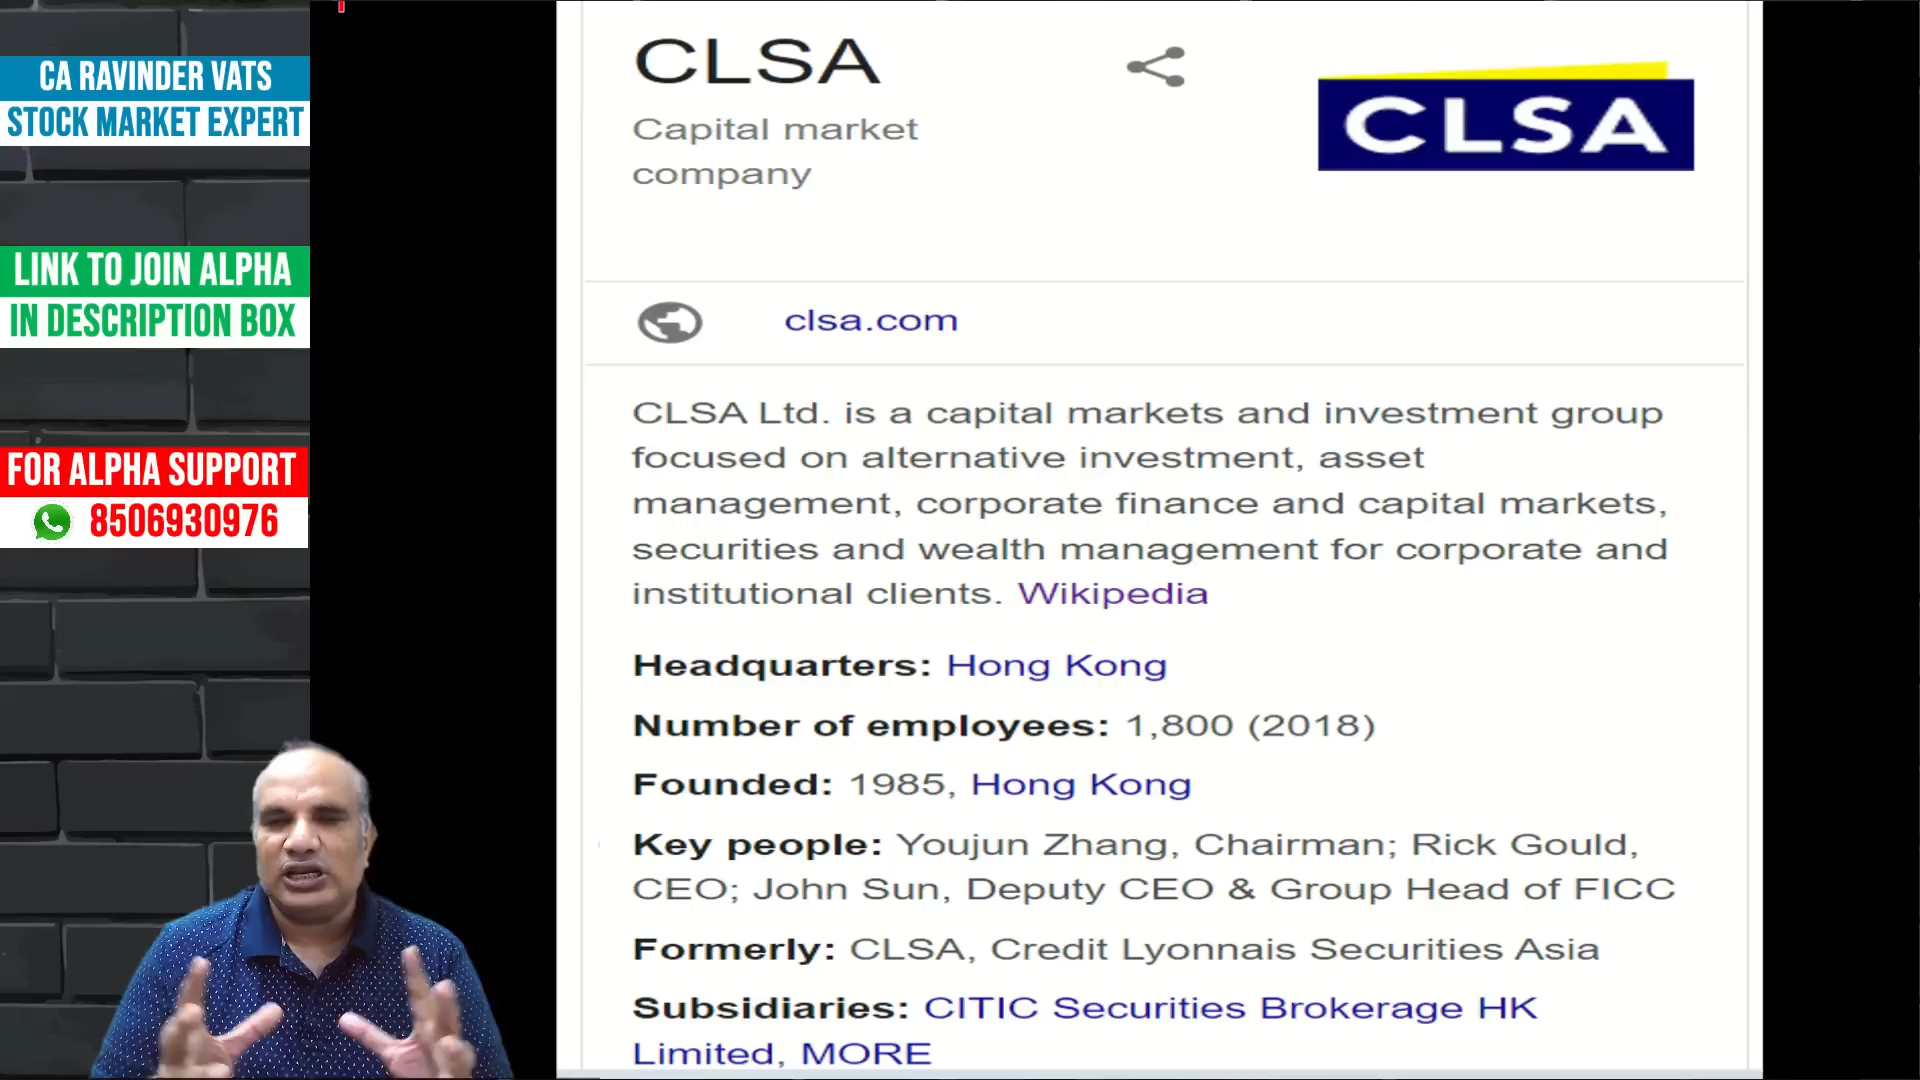 CA RAVINDER VATS
STOCK MARKET EXPERT
LINK TO JOIN ALPHA
IN DESCRIPTION BOX
FOR ALPHA SUPPORT
8506930976
CLSA
Capital market
company
CLSA
clsa.com
CLSA Ltd. is a capital markets and investment group
focused on alternative investment, asset
management, corporate finance and capital markets,
securities and wealth management for corporate and
institutional clients. Wikipedia
Headquarters: Hong Kong
Number of employees: 1,800 (2018)
Founded: 1985, Hong Kong
Key people: Youjun Zhang, Chairman; Rick Gould,
CEO; John Sun, Deputy CEO & Group Head of FICC
Formerly: CLSA, Credit Lyonnais Securities Asia
Subsidiaries: CITIC Securities Brokerage HK
Limited, MORE